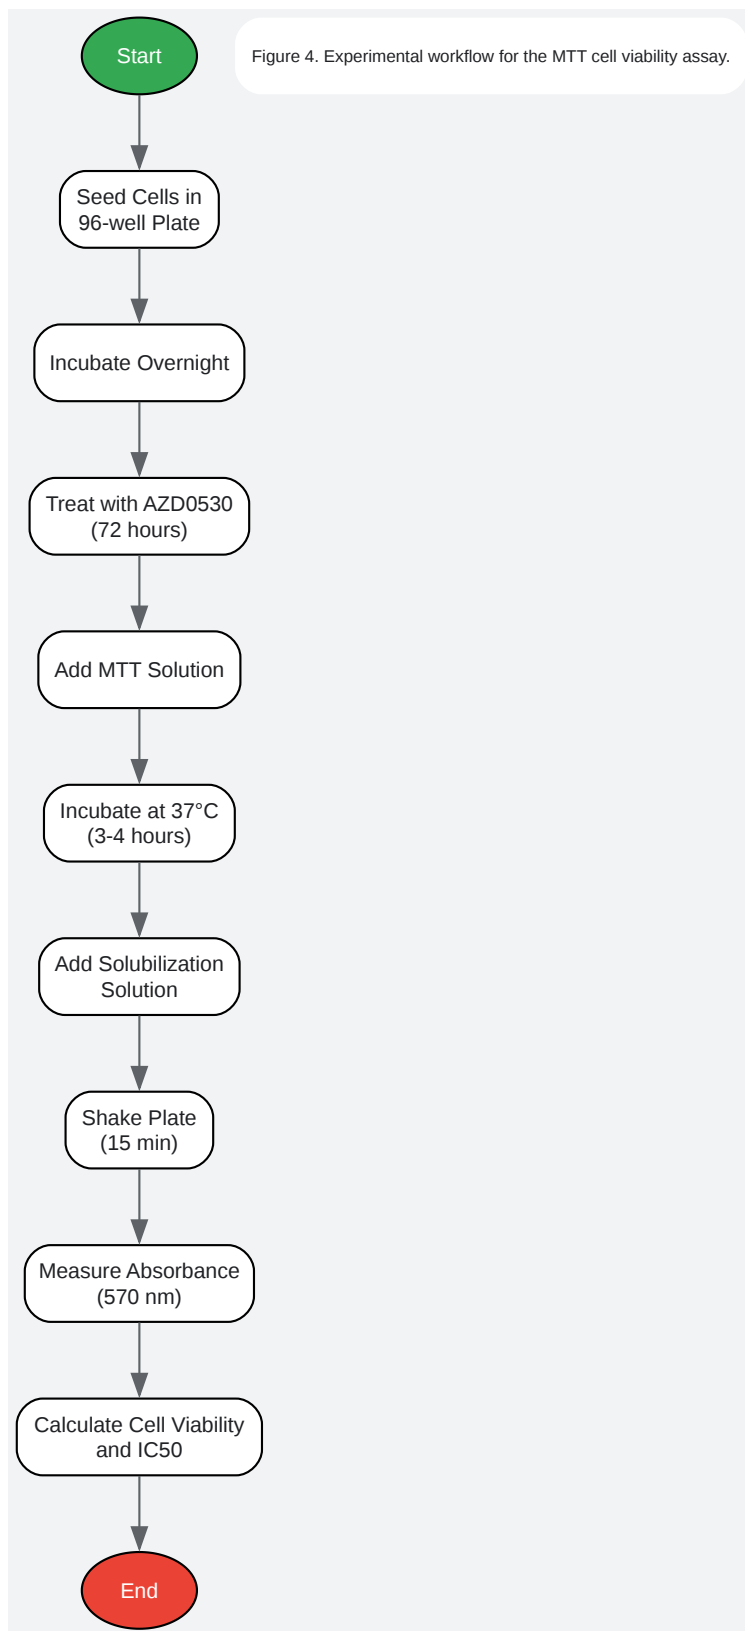 Start
Figure 4. Experimental workflow for the MTT cell viability assay.
Seed Cells in
96-well Plate
Incubate Overnight
Treat with AZD0530
(72 hours)
Add MTT Solution
Incubate at 37°C
(3-4 hours)
Add Solubilization
Solution
Shake Plate
(15 min)
Measure Absorbance
(570 nm)
Calculate Cell Viability
and IC50
End